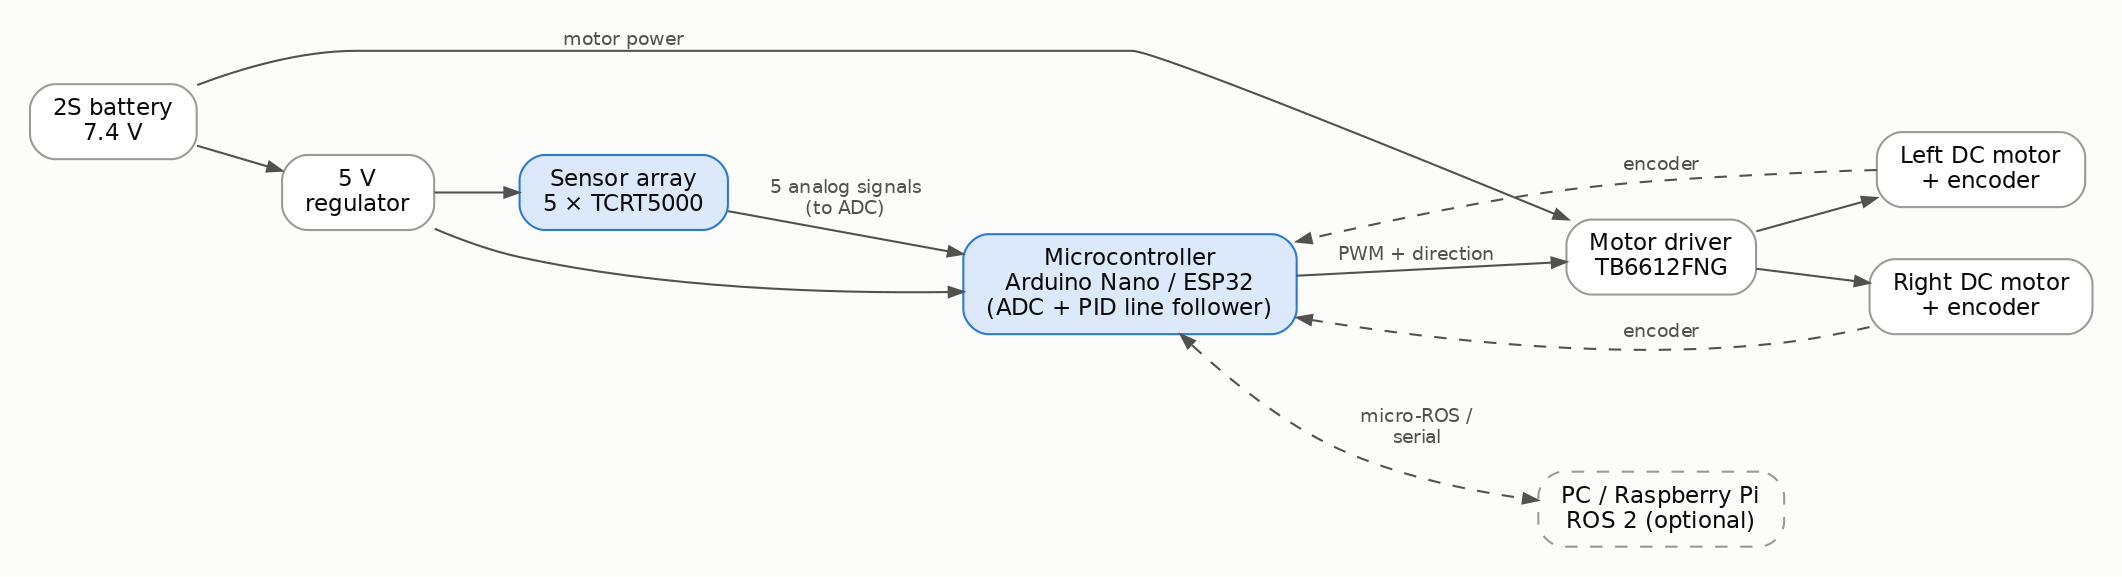 motor power
2S battery
7.4 V
5 V
regulator
Sensor array
5 × TCRT5000
5 analog signals
(to ADC)
Microcontroller
Arduino Nano / ESP32
(ADC + PID line follower)
encoder
PWM + direction
Motor driver
TB6612FNG
Left DC motor
+ encoder
Right DC motor
+ encoder
encoder
micro-ROS /
serial
PC / Raspberry Pi
ROS 2 (optional)